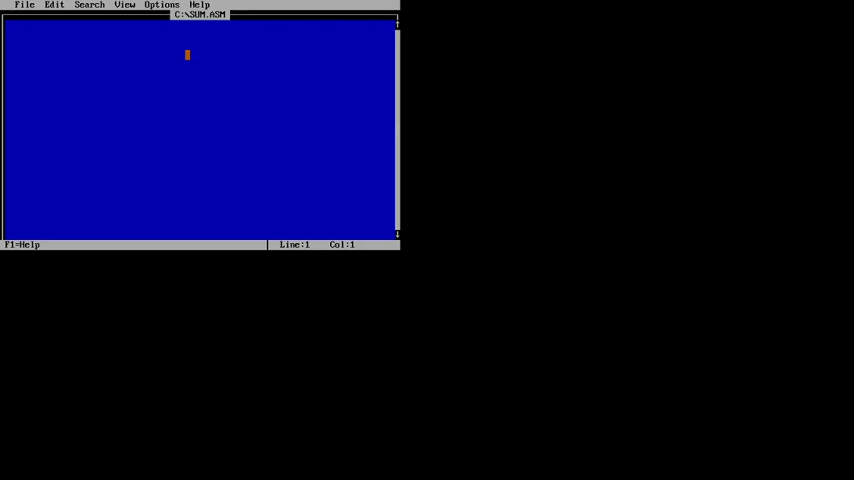 File Edit Search View Options Help
C:\SUM.ASM
F1=Help Line:1 Col:1